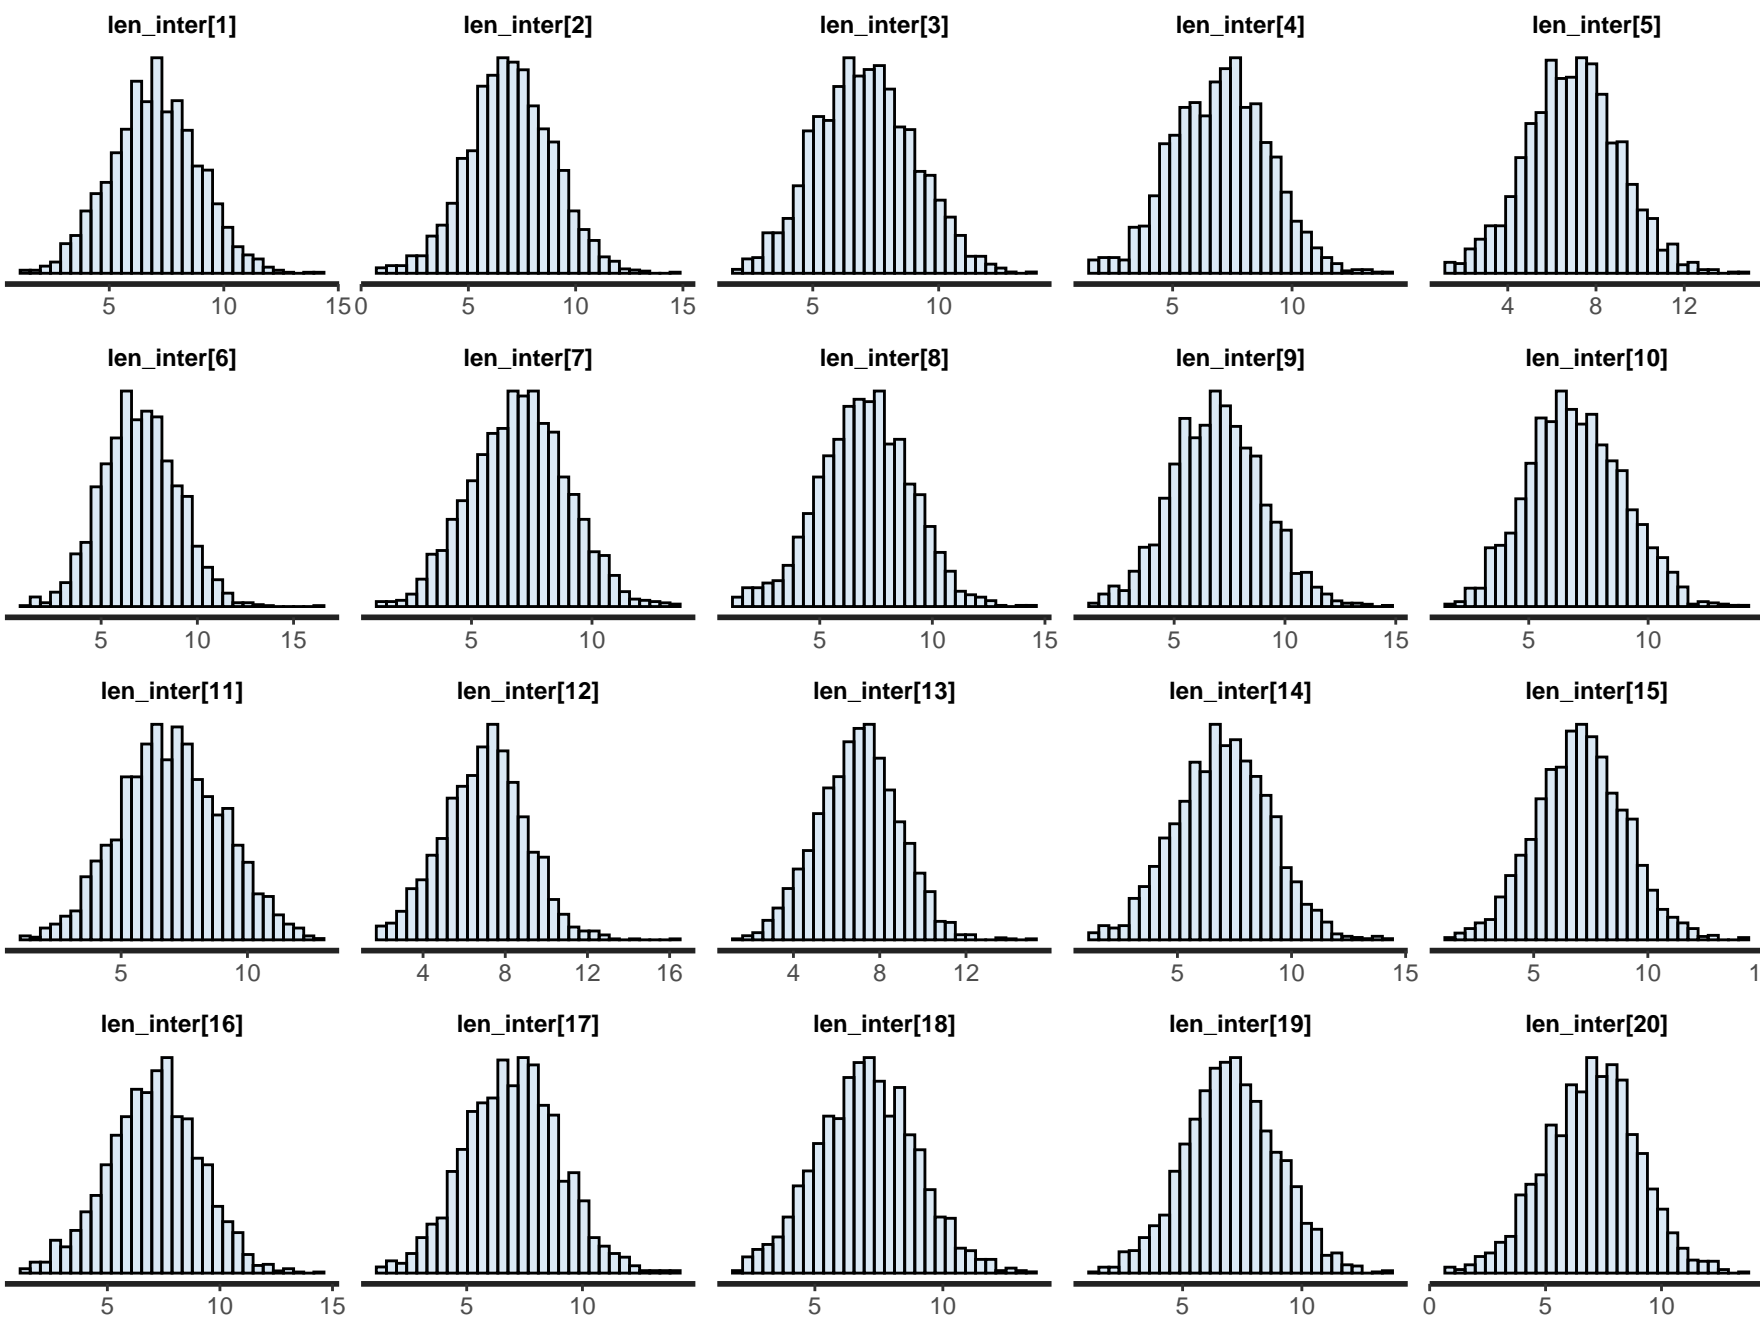 len_inter[1] len_inter[2] len_inter[3] len_inter[4] len_inter[5]
5 10 15 0 5 10 15 5 10 5 10 4 8 12
len_inter[6] len_inter[7] len_inter[8] len_inter[9] len_inter[10]
5 10 15 5 10 5 10 15 5 10 15 5 10
len_inter[11] len_inter[12] len_inter[13] len_inter[14] len_inter[15]
5 10 4 8 12 16 4 8 12 5 10 15 5 10 1
len_inter[16] len_inter[17] len_inter[18] len_inter[19] len_inter[20]
5 10 15 5 10 5 10 5 10 0 5 10